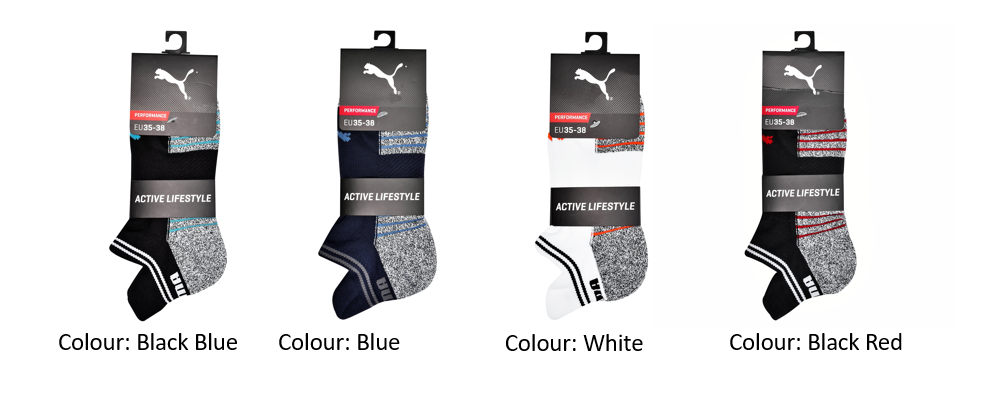 PERFORMANCE
EU35-38
ACTIVE LIFESTYLE
PERFORMANCE
EU35-38
ACTIVE LIFESTYLE
PERFORMANCE
EU35-38
ACTIVE LIFESTYLE
PERFORMANCE
EU35-38
ACTIVE LIFESTYLE
Colour: Black Blue
Colour: Blue
Colour: White
Colour: Black Red